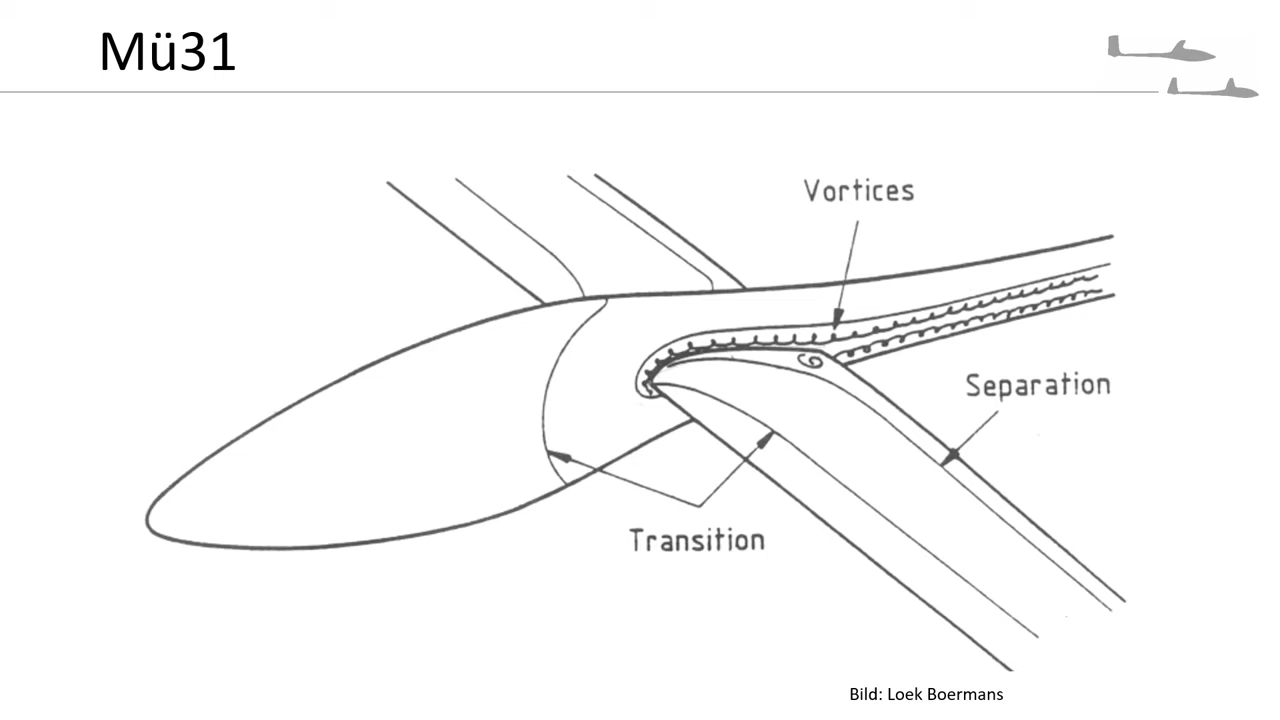 Mü31
Vortices
Separation
Transition
Bild: Loek Boermans